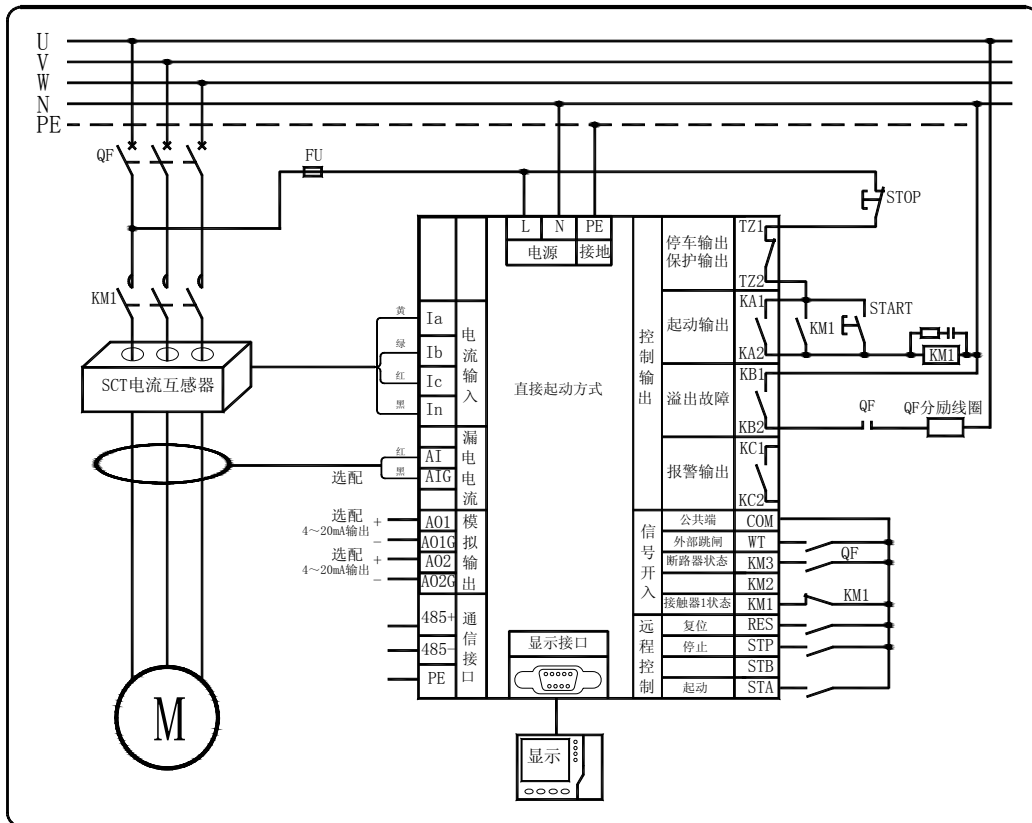 U
V
W
N
PE
QF
FU
STOP
KM1
SCT电流互感器
选配
M
黄
绿
红
黑
红
黑
选配
4～20mA输出
+
-
选配
4～20mA输出
+
-
Ia
Ib
Ic
In
电流输入
AI
AIG
漏电电流
AO1
AO1G
AO2
AO2G
模拟输出
485+
485-
PE
通信接口
L N PE
电源 接地
直接起动方式
显示接口
显示
控制输出
停车输出
保护输出
起动输出
溢出故障
报警输出
TZ1
TZ2
KA1
KA2
KB1
KB2
KC1
KC2
KM1
START
KM1
QF
QF分励线圈
信号开入
公共端 COM
外部跳闸 WT
断路器状态 KM3
KM2
接触器1状态 KM1
远程控制
复位 RES
停止 STP
STB
起动 STA
QF
KM1